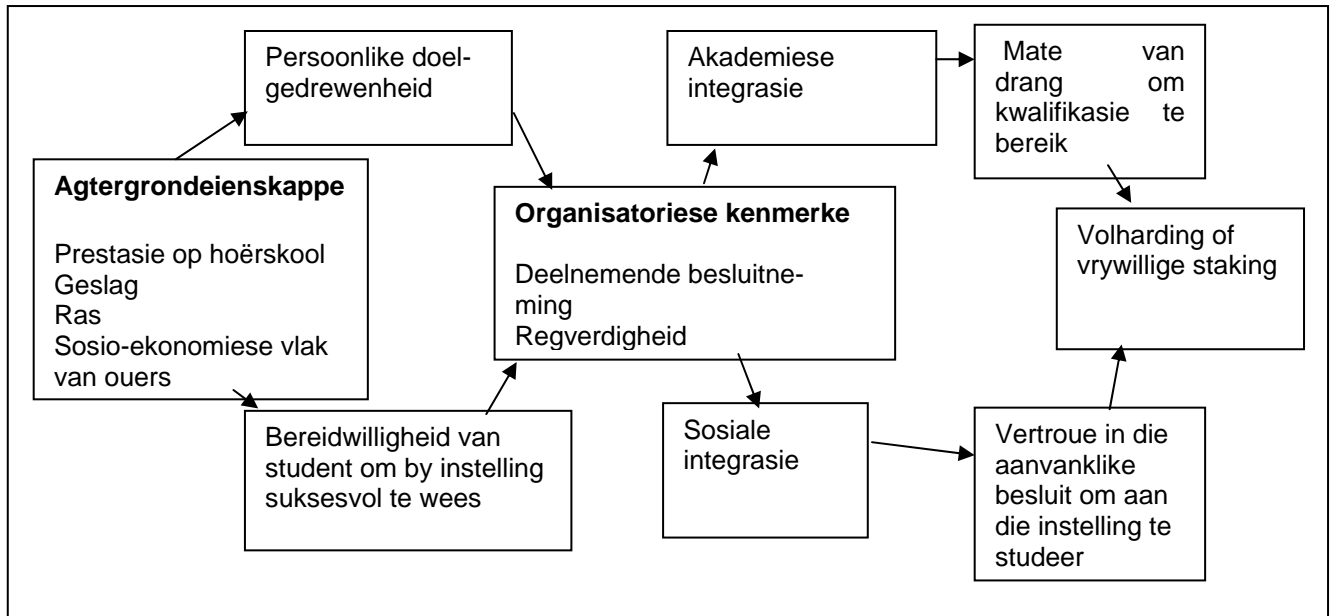 Persoonlike doel-
gedrewenheid
Akademiese
integrasie
Mate van
drang om
kwalifikasie te
bereik
Agtergrondeienskappe
Prestasie op hoërskool
Geslag
Ras
Sosio-ekonomiese vlak
van ouers
Organisatoriese kenmerke
Deelnemende besluitne-
ming
Regverdigheid
Volharding of
vrywillige staking
Bereidwilligheid van
student om by instelling
suksesvol te wees
Sosiale
integrasie
Vertroue in die
aanvanklike
besluit om aan
die instelling te
studeer